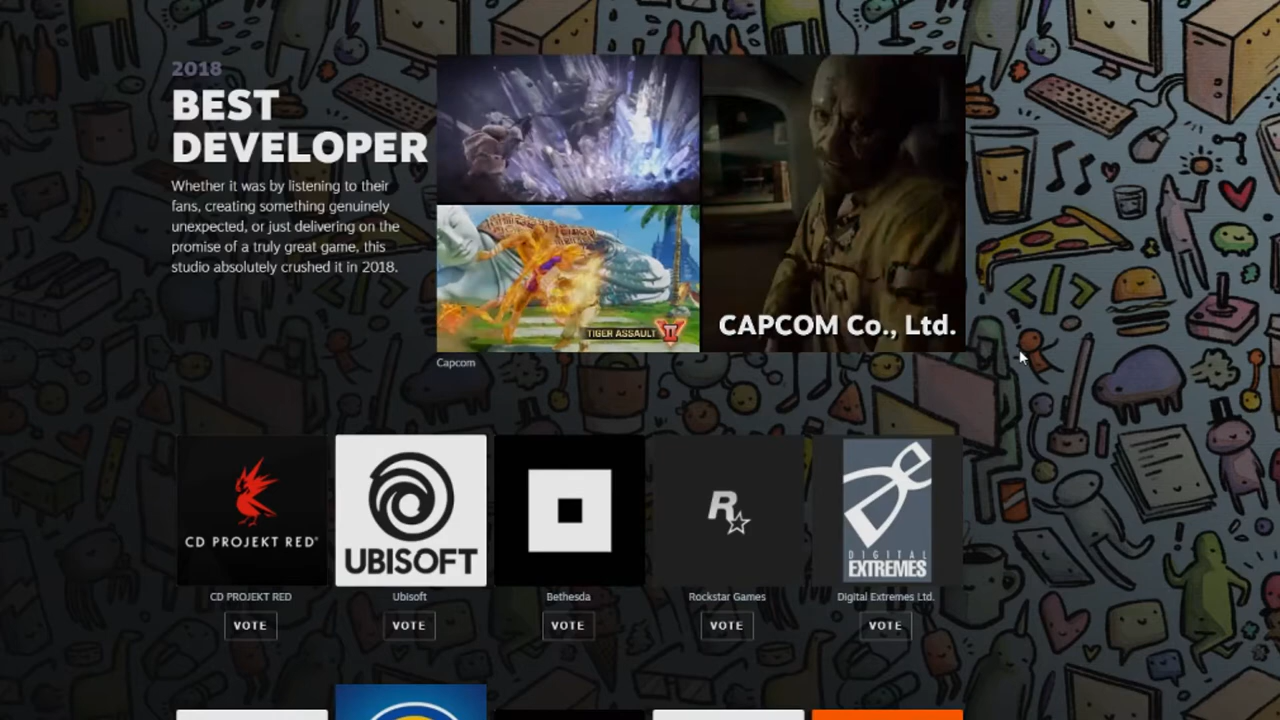 2018
BEST
DEVELOPER
Whether it was by listening to their
fans, creating something genuinely
unexpected, or just delivering on the
promise of a truly great game, this
studio absolutely crushed it in 2018.
TIGER ASSAULT II
CAPCOM Co., Ltd.
Capcom
CD PROJEKT RED®
UBISOFT
R
DIGITAL
EXTREMES
CD PROJEKT RED
Ubisoft
Bethesda
Rockstar Games
Digital Extremes Ltd.
VOTE
VOTE
VOTE
VOTE
VOTE